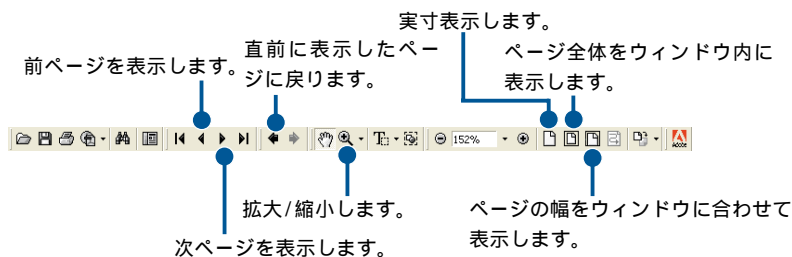 実寸表示します。
前ページを表示します。
直前に表示したペー
ジに戻ります。
ページ全体をウィンドウ内に
表示します。
152%
Adobe
拡大/縮小します。
次ページを表示します。
ページの幅をウィンドウに合わせて
表示します。